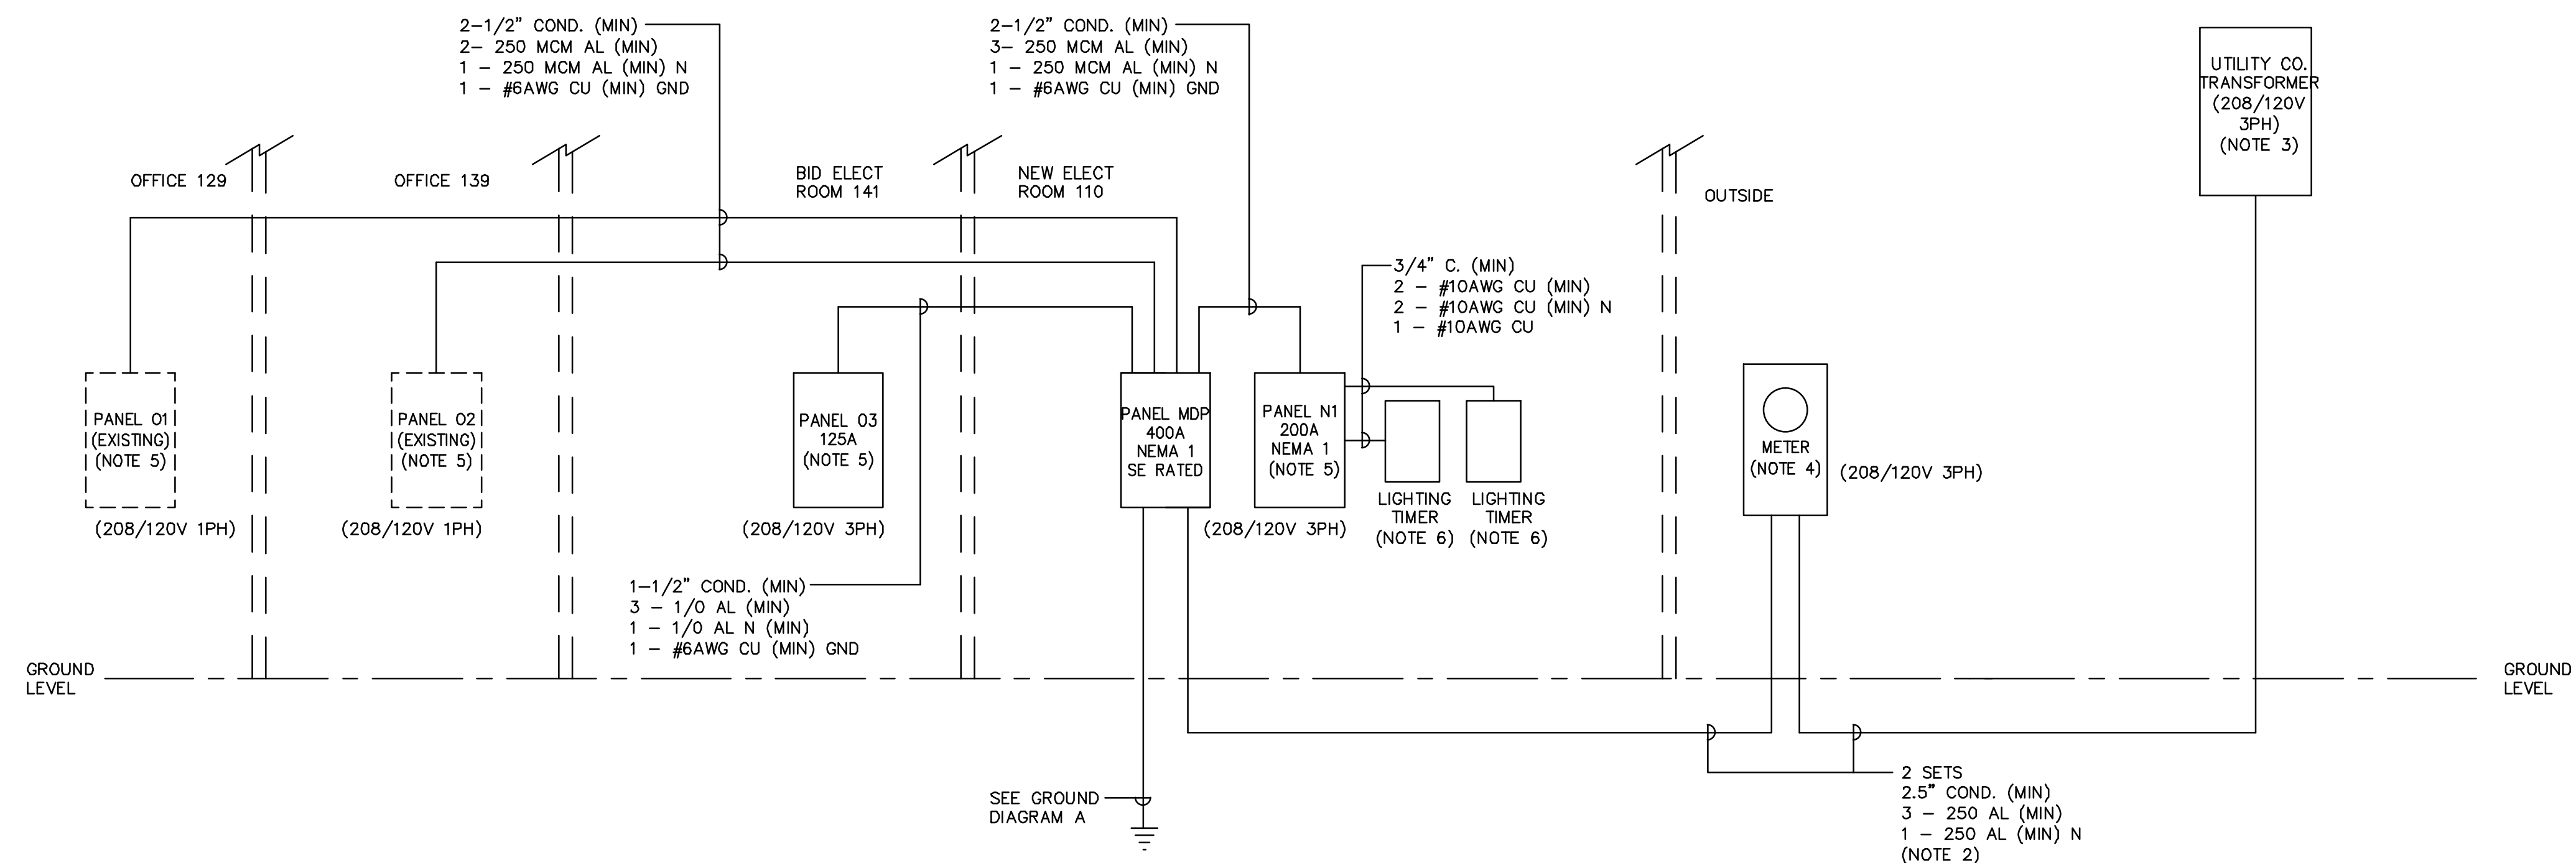 2-1/2" COND. (MIN)
2- 250 MCM AL (MIN)
1 - 250 MCM AL (MIN) N
1 - #6AWG CU (MIN) GND
2-1/2" COND. (MIN)
3- 250 MCM AL (MIN)
1 - 250 MCM AL (MIN) N
1 - #6AWG CU (MIN) GND
UTILITY CO.
TRANSFORMER
(208/120V
3PH)
(NOTE 3)
OFFICE 129
OFFICE 139
BID ELECT
ROOM 141
NEW ELECT
ROOM 110
OUTSIDE
3/4" C. (MIN)
2 - #10AWG CU (MIN)
2 - #10AWG CU (MIN) N
1 - #10AWG CU
PANEL O1
(EXISTING)
(NOTE 5)
(208/120V 1PH)
PANEL O2
(EXISTING)
(NOTE 5)
(208/120V 1PH)
PANEL O3
125A
(NOTE 5)
(208/120V 3PH)
PANEL MDP
400A
NEMA 1
SE RATED
PANEL N1
200A
NEMA 1
(NOTE 5)
(208/120V 3PH)
LIGHTING
TIMER
(NOTE 6)
LIGHTING
TIMER
(NOTE 6)
METER
(NOTE 4)
(208/120V 3PH)
1-1/2" COND. (MIN)
3 - 1/0 AL (MIN)
1 - 1/0 AL N (MIN)
1 - #6AWG CU (MIN) GND
GROUND
LEVEL
GROUND
LEVEL
SEE GROUND
DIAGRAM A
2 SETS
2.5" COND. (MIN)
3 - 250 AL (MIN)
1 - 250 AL (MIN) N
(NOTE 2)